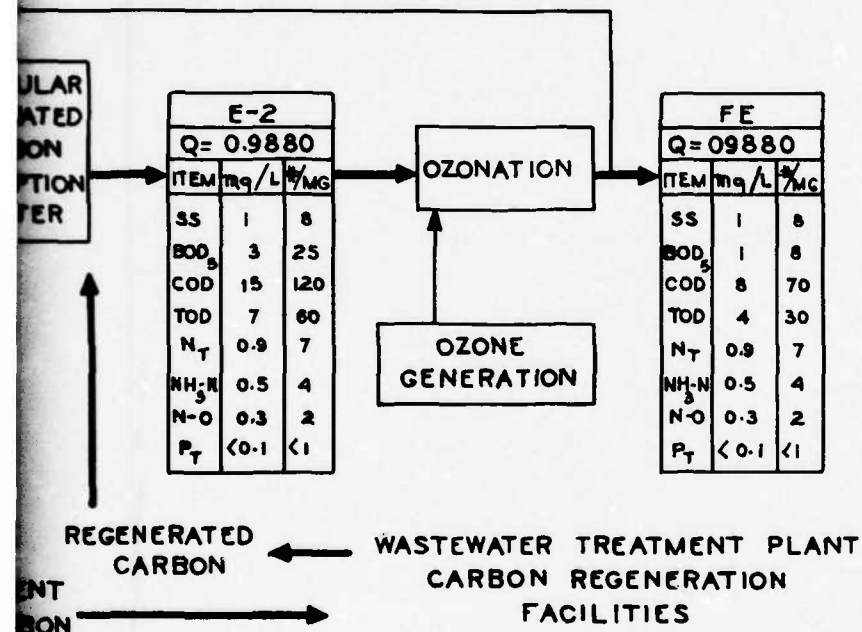 ULAR
ATED
ON
PTION
TER
E-2
Q= 0.9880
ITEM mg/L #/MG
SS 1 8
BOD5 3 25
COD 15 120
TOD 7 60
NT 0.9 7
NH3-N 0.5 4
N-O 0.3 2
PT <0.1 <1
OZONATION
OZONE
GENERATION
FE
Q= 09880
ITEM mg/L #/MG
SS 1 8
BOD5 1 8
COD 8 70
TOD 4 30
NT 0.9 7
NH3-N 0.5 4
N-O 0.3 2
PT <0.1 <1
REGENERATED
CARBON
WASTEWATER TREATMENT PLANT
CARBON REGENERATION
FACILITIES
ENT
BON